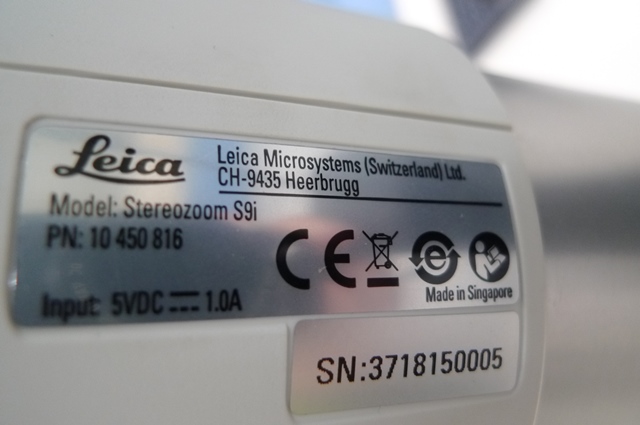 Leica
Leica Microsystems (Switzerland) Ltd.
CH-9435 Heerbrugg
Model: Stereozoom S9i
PN: 10 450 816
CE
e
Input: 5VDC ⎓ 1.0A
Made in Singapore
SN:3718150005